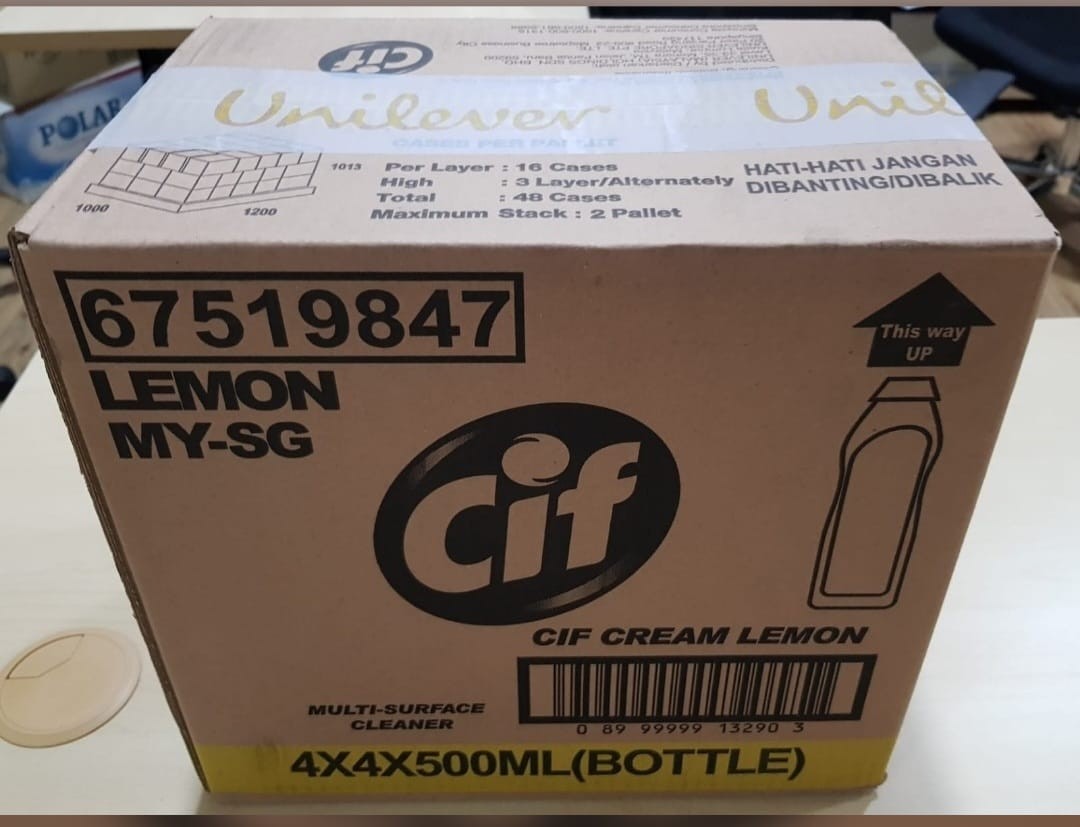 Cif
POLAR
Unilever Unil
CASES PER PALLET
1013
1000
1200
Per Layer : 16 Cases
High : 3 Layer/Alternately
Total : 48 Cases
Maximum Stack : 2 Pallet
HATI-HATI JANGAN
DIBANTING/DIBALIK
67519847
LEMON
MY-SG
This way
UP
Cif
CIF CREAM LEMON
MULTI-SURFACE
CLEANER
0 89 99999 13290 3
4X4X500ML(BOTTLE)